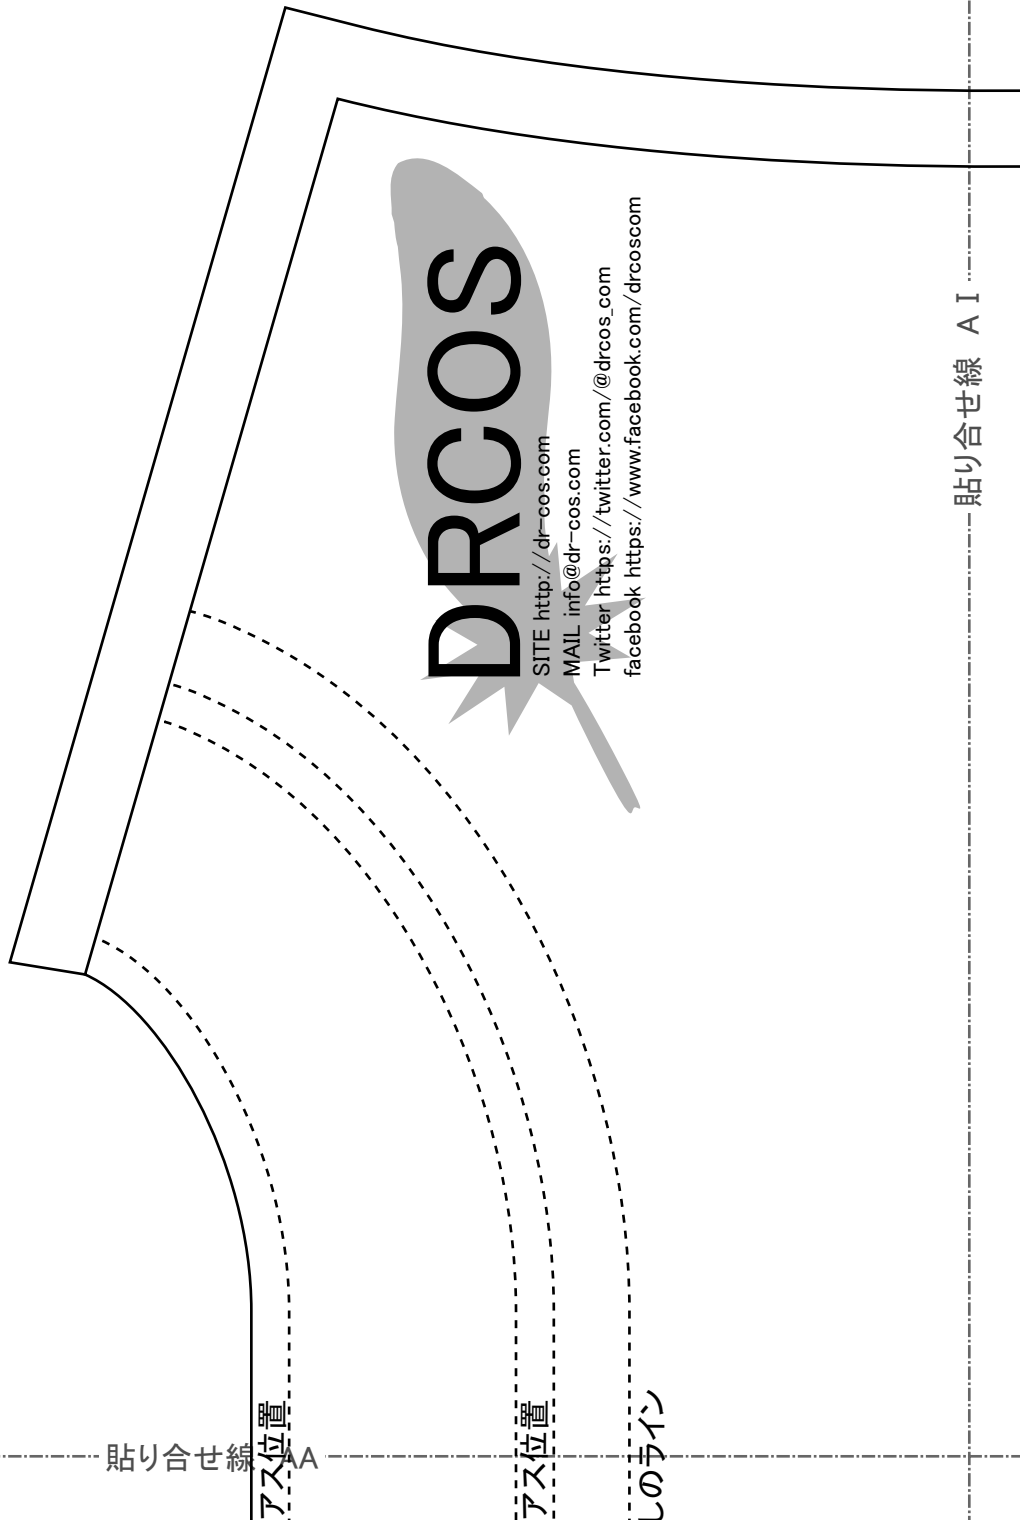 DRCOS
SITE http://dr-cos.com
MAIL info@dr-cos.com
Twitter https://twitter.com/@drcos_com
facebook https://www.facebook.com/drcoscom
貼り合せ線 AI
貼り合せ線 AA
アス位置
アス位置
しのライン